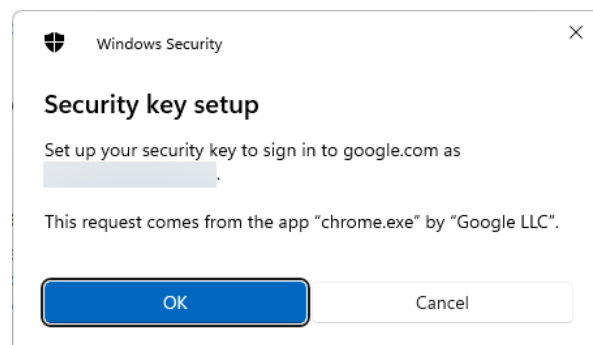 Windows Security
Security key setup
Set up your security key to sign in to google.com as
.
This request comes from the app “chrome.exe” by “Google LLC”.
OK
Cancel